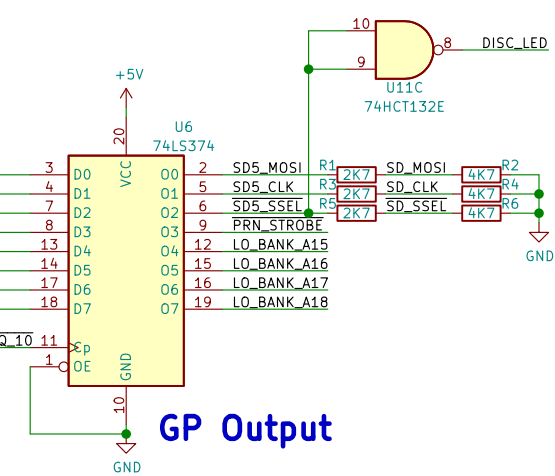 10
8
DISC_LED
9
U11C
74HCT132E
+5V
U6
74LS374
20
VCC
3 D0 O0 2 SD5_MOSI R1 2K7 SD_MOSI R2 4K7
4 D1 O1 5 SD5_CLK R3 2K7 SD_CLK R4 4K7
7 D2 O2 6 SD5_SSEL R5 2K7 SD_SSEL R6 4K7
8 D3 O3 9 PRN_STROBE
13 D4 O4 12 LO_BANK_A15
14 D5 O5 15 LO_BANK_A16
17 D6 O6 16 LO_BANK_A17
18 D7 O7 19 LO_BANK_A18
GND
Q_10 11 Cp
1 OE
GND
10
GP Output
GND